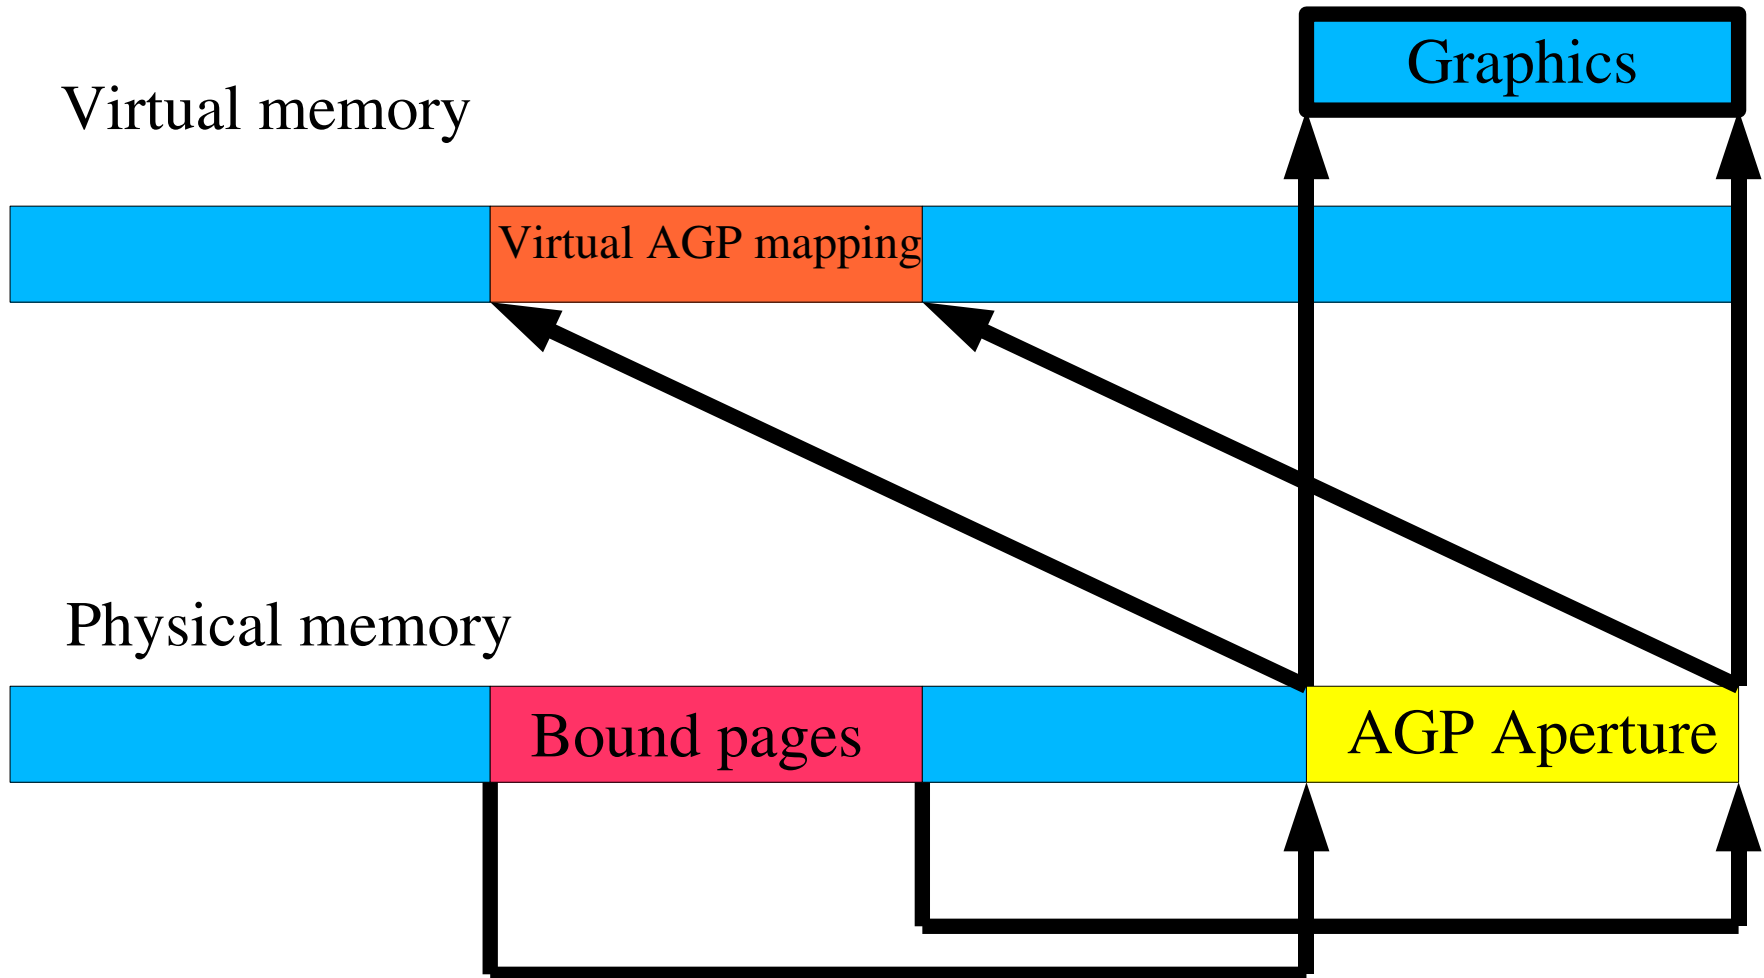 Graphics
Virtual memory
Virtual AGP mapping
Physical memory
Bound pages
AGP Aperture